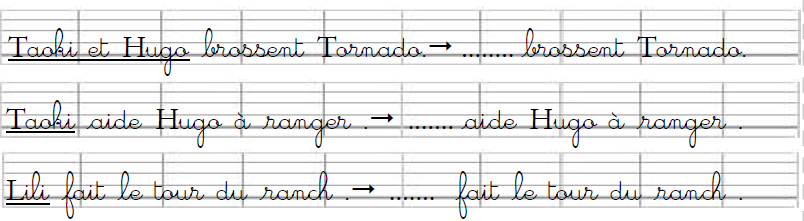 Taoki et Hugo brossent Tornado.→ ........ brossent Tornado.
Taoki aide Hugo à ranger .→ ....... aide Hugo à ranger .
Lili fait le tour du ranch .→ ....... fait le tour du ranch .